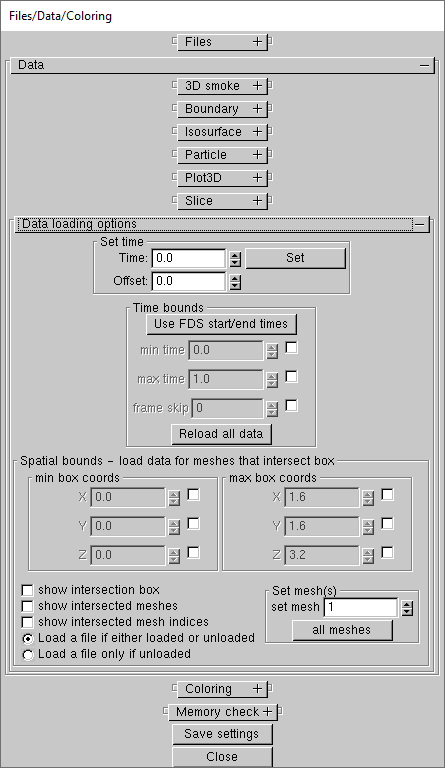 Files/Data/Coloring
Files +
Data −
3D smoke +
Boundary +
Isosurface +
Particle +
Plot3D +
Slice +
Data loading options −
Set time
Time: 0.0 Set
Offset: 0.0
Time bounds
Use FDS start/end times
min time 0.0
max time 1.0
frame skip 0
Reload all data
Spatial bounds - load data for meshes that intersect box
min box coords
X 0.0
Y 0.0
Z 0.0
max box coords
X 1.6
Y 1.6
Z 3.2
show intersection box
show intersected meshes
show intersected mesh indices
Load a file if either loaded or unloaded
Load a file only if unloaded
Set mesh(s)
set mesh 1
all meshes
Coloring +
Memory check +
Save settings
Close